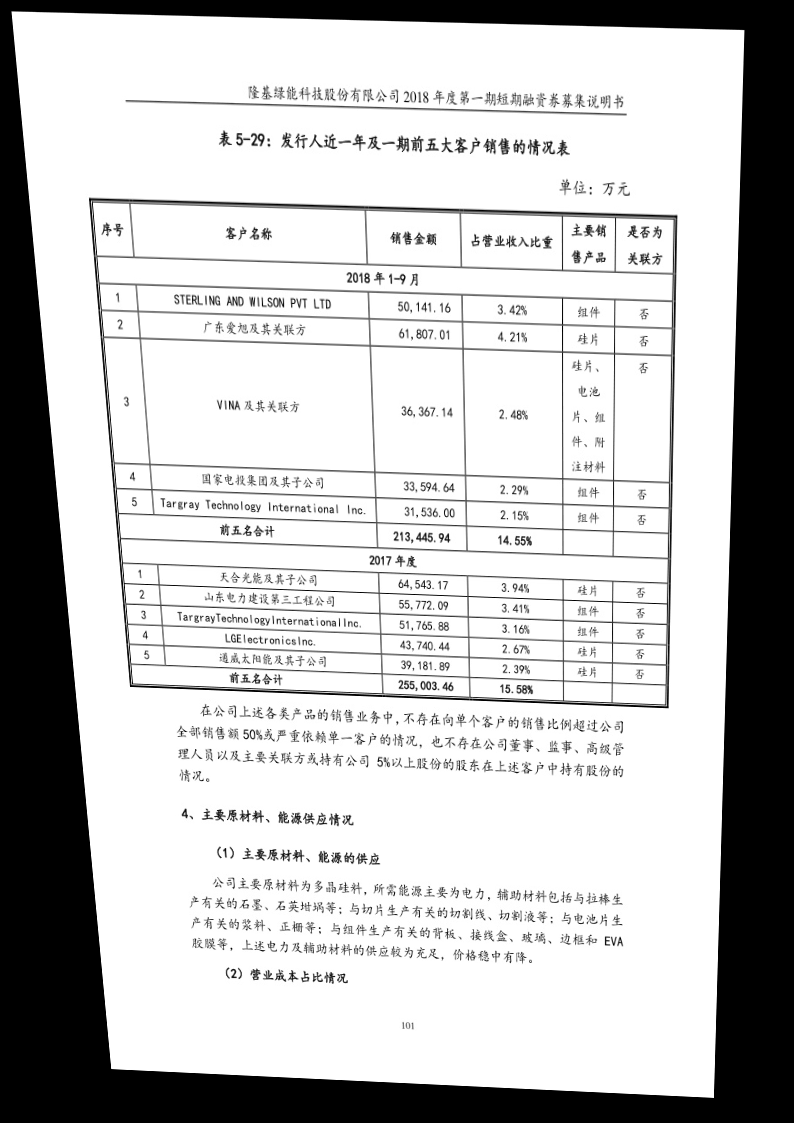 隆基绿能科技股份有限公司 2018 年度第一期短期融资券募集说明书
表 5-29：发行人近一年及一期前五大客户销售的情况表
单位：万元
序号 客户名称 销售金额 占营业收入比重 主要销售产品 是否为关联方
2018 年 1-9 月
1 STERLING AND WILSON PVT LTD 50,141.16 3.42% 组件 否
2 广东爱旭及其关联方 61,807.01 4.21% 硅片 否
3 VINA 及其关联方 36,367.14 2.48% 硅片、电池片、组件、附注材料 否
4 国家电投集团及其子公司 33,594.64 2.29% 组件 否
5 Targray Technology International Inc. 31,536.00 2.15% 组件 否
前五名合计 213,445.94 14.55%
2017 年度
1 天合光能及其子公司 64,543.17 3.94% 硅片 否
2 山东电力建设第三工程公司 55,772.09 3.41% 组件 否
3 TargrayTechnologyInternationalInc. 51,765.88 3.16% 组件 否
4 LGElectronicsInc. 43,740.44 2.67% 硅片 否
5 通威太阳能及其子公司 39,181.89 2.39% 硅片 否
前五名合计 255,003.46 15.58%
在公司上述各类产品的销售业务中，不存在向单个客户的销售比例超过公司
全部销售额 50%或严重依赖单一客户的情况，也不存在公司董事、监事、高级管
理人员以及主要关联方或持有公司 5%以上股份的股东在上述客户中持有股份的
情况。
4、主要原材料、能源供应情况
（1）主要原材料、能源的供应
公司主要原材料为多晶硅料，所需能源主要为电力，辅助材料包括与拉棒生
产有关的石墨、石英坩埚等；与切片生产有关的切割线、切割液等；与电池片生
产有关的浆料、正栅等；与组件生产有关的背板、接线盒、玻璃、边框和 EVA
胶膜等，上述电力及辅助材料的供应较为充足，价格稳中有降。
（2）营业成本占比情况
101